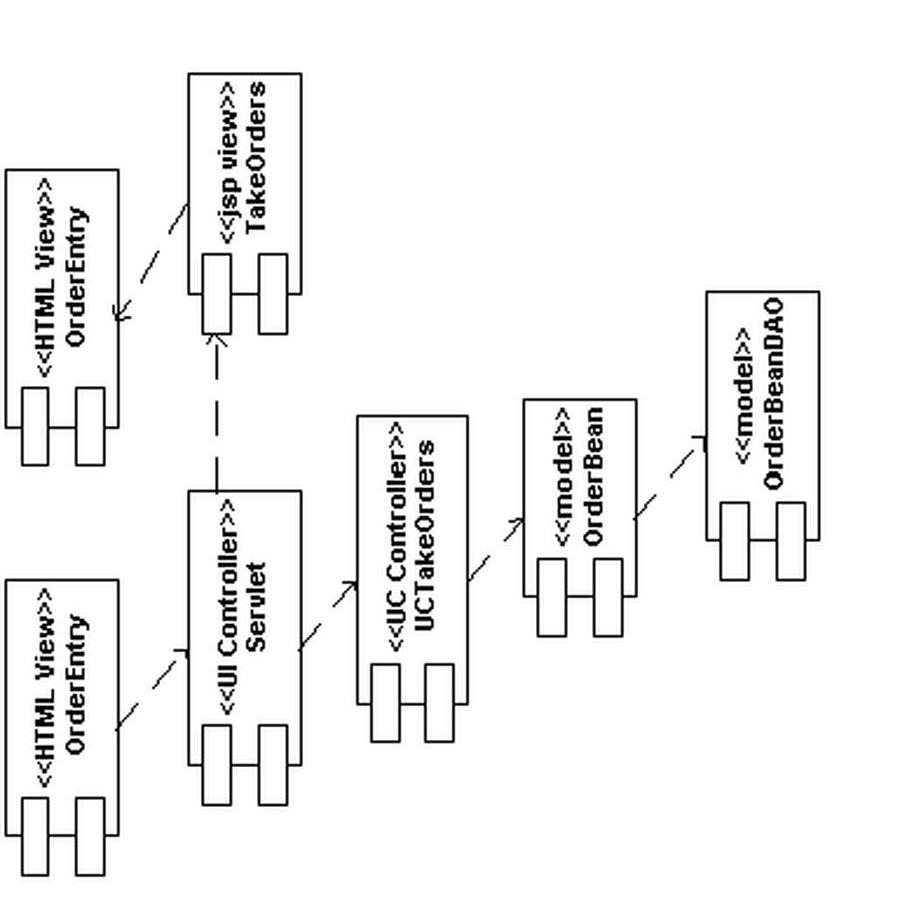 <<HTML View>>
OrderEntry
<<jsp view>>
TakeOrders
<<HTML View>>
OrderEntry
<<UI Controller>>
Servlet
<<UC Controller>>
UCTakeOrders
<<model>>
OrderBean
<<model>>
OrderBeanDAO